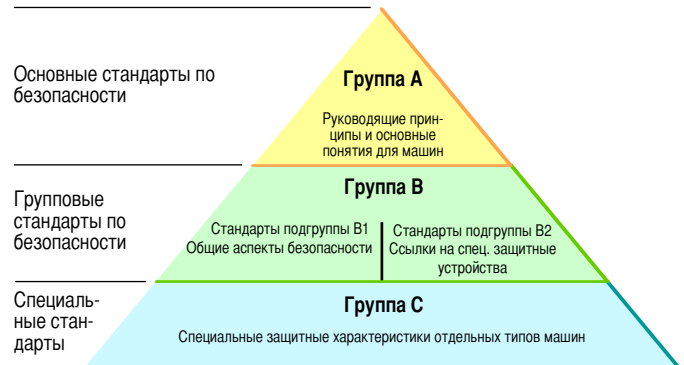 Основные стандарты по
безопасности
Группа A
Руководящие прин-
ципы и основные
понятия для машин
Групповые
стандарты по
безопасности
Группа B
Стандарты подгруппы B1
Общие аспекты безопасности
Стандарты подгруппы B2
Ссылки на спец. защитные
устройства
Специаль-
ные стан-
дарты
Группа C
Специальные защитные характеристики отдельных типов машин